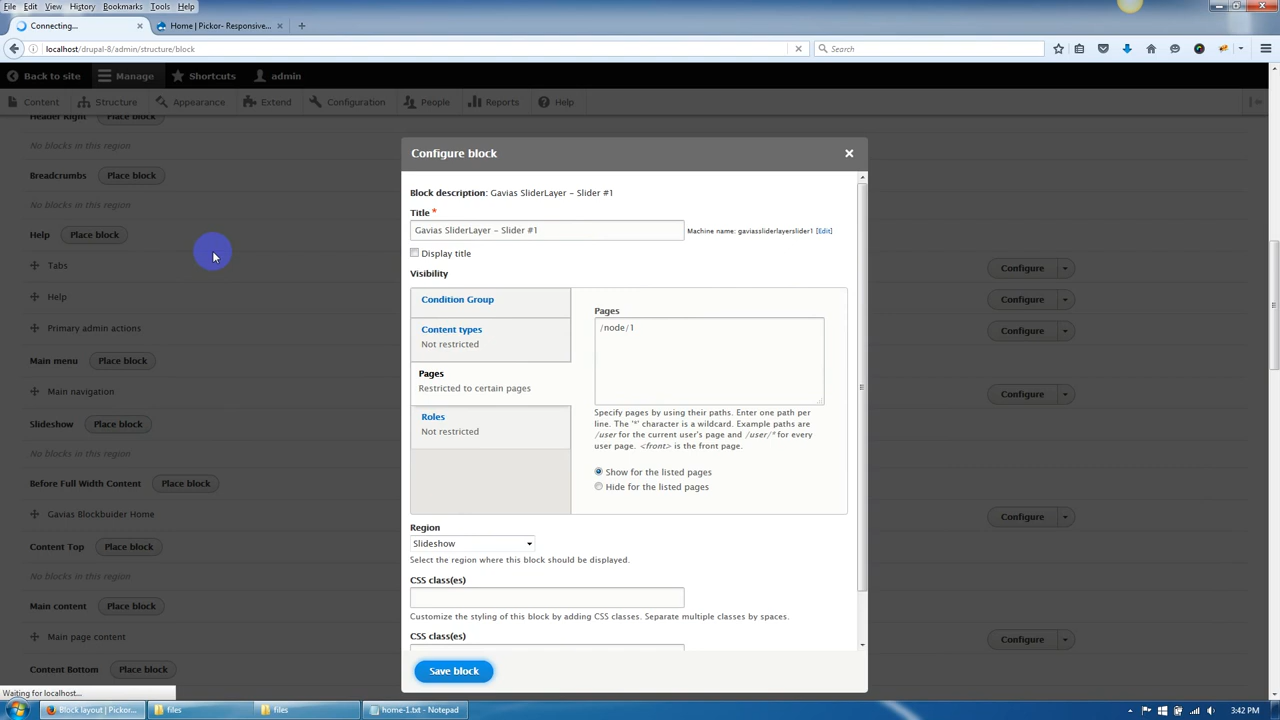 File Edit View History Bookmarks Tools Help
Connecting... Home | Pickor- Responsive...
localhost/drupal-8/admin/structure/block Search
Back to site Manage Shortcuts admin
Content Structure Appearance Extend Configuration People Reports Help
Header Right Place block
No blocks in this region
Breadcrumbs Place block
No blocks in this region
Help Place block
Tabs Configure
Help Configure
Primary admin actions Configure
Main menu Place block
Main navigation Configure
Slideshow Place block
No blocks in this region
Before Full Width Content Place block
Gavias Blockbuider Home Configure
Content Top Place block
No blocks in this region
Main content Place block
Main page content Configure
Content Bottom Place block
Configure block
Block description: Gavias SliderLayer - Slider #1
Title *
Gavias SliderLayer - Slider #1 Machine name: gaviassliderlayerslider1 [Edit]
Display title
Visibility
Condition Group
Content types
Not restricted
Pages
Restricted to certain pages
Roles
Not restricted
Pages
/node/1
Specify pages by using their paths. Enter one path per
line. The '*' character is a wildcard. Example paths are
/user for the current user's page and /user/* for every
user page. <front> is the front page.
Show for the listed pages
Hide for the listed pages
Region
Slideshow
Select the region where this block should be displayed.
CSS class(es)
Customize the styling of this block by adding CSS classes. Separate multiple classes by spaces.
CSS class(es)
Save block
Waiting for localhost...
Block layout | Pickor-... files files home-1.txt - Notepad 3:42 PM